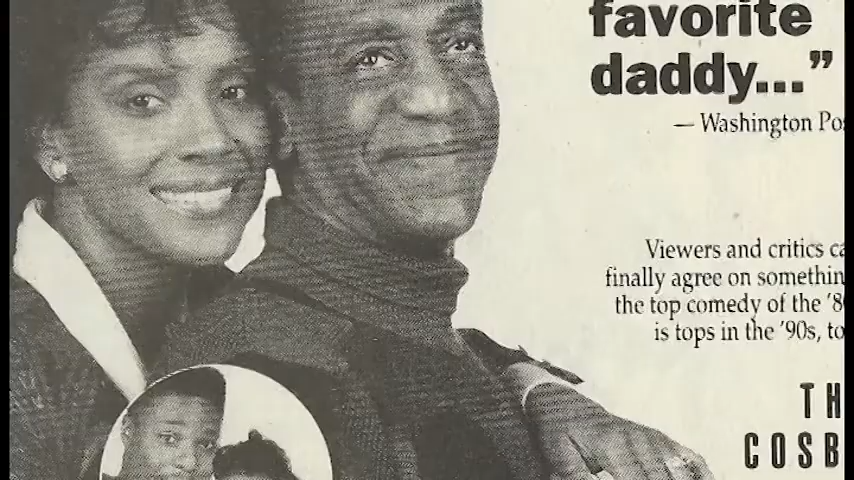 favorite
daddy...”
— Washington Po
Viewers and critics ca
finally agree on somethin
the top comedy of the '8
is tops in the '90s, to
TH
COSB